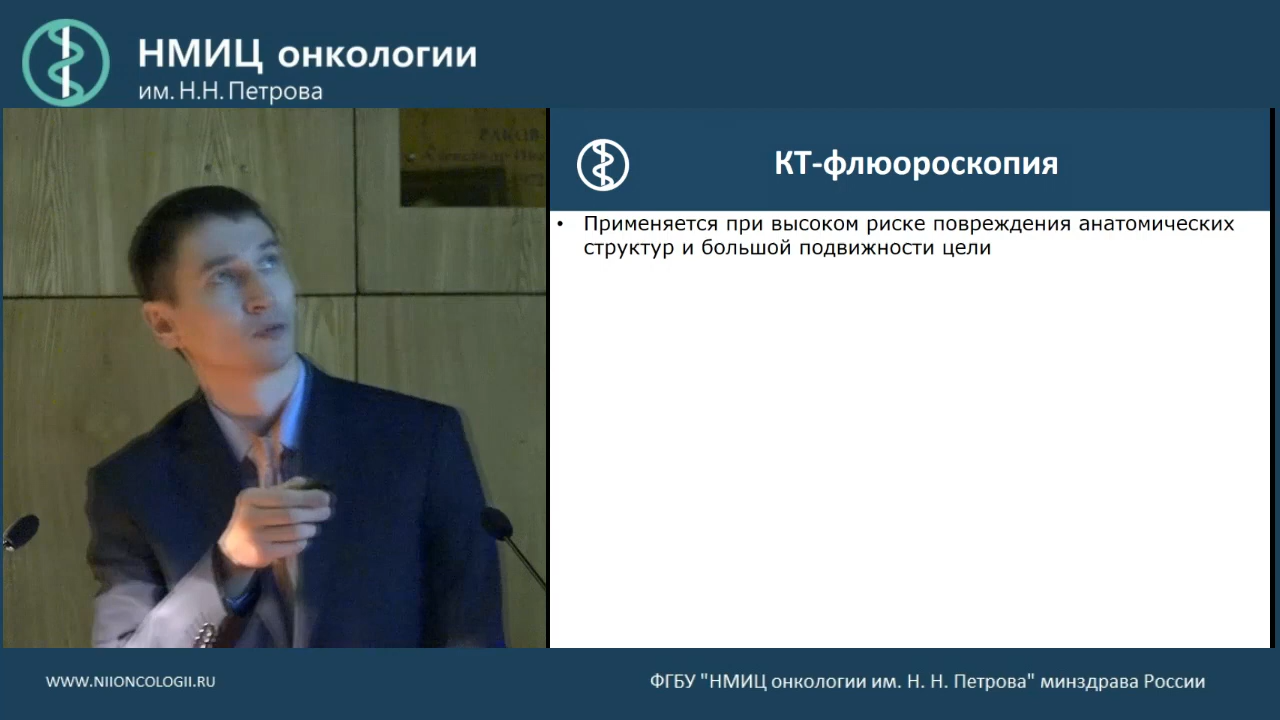 НМИЦ онкологии
им. Н.Н. Петрова
КТ-флюороскопия
• Применяется при высоком риске повреждения анатомических
структур и большой подвижности цели
WWW.NIIONCOLOGII.RU
ФГБУ "НМИЦ онкологии им. Н. Н. Петрова" минздрава России